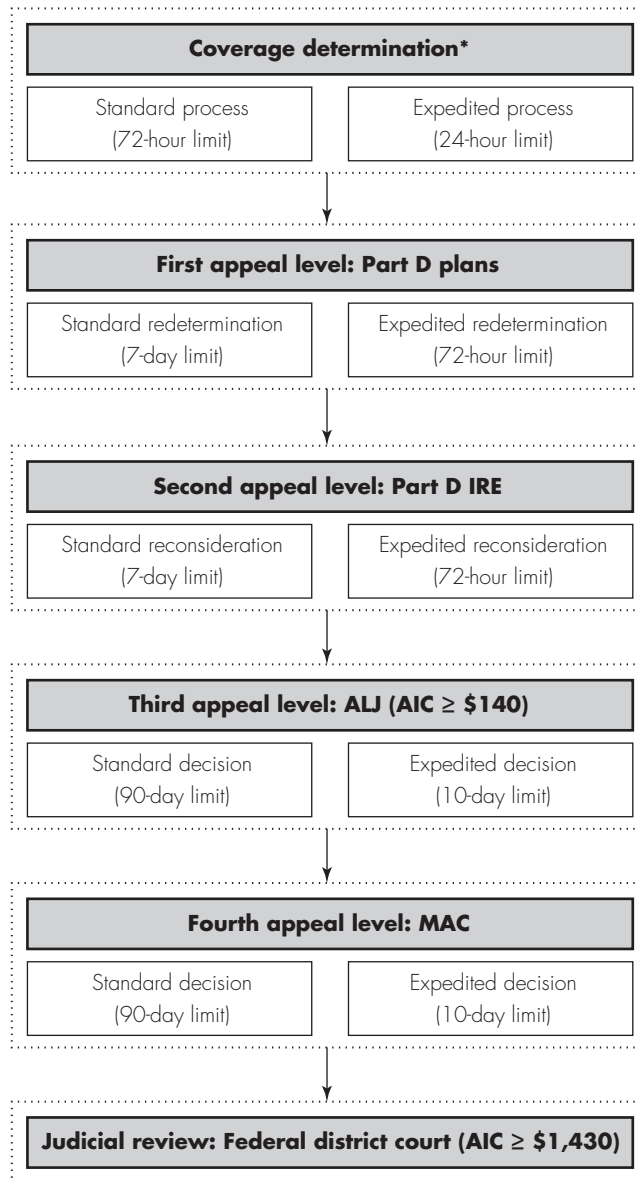 Coverage determination*
Standard process
(72-hour limit)
Expedited process
(24-hour limit)
First appeal level: Part D plans
Standard redetermination
(7-day limit)
Expedited redetermination
(72-hour limit)
Second appeal level: Part D IRE
Standard reconsideration
(7-day limit)
Expedited reconsideration
(72-hour limit)
Third appeal level: ALJ (AIC ≥ $140)
Standard decision
(90-day limit)
Expedited decision
(10-day limit)
Fourth appeal level: MAC
Standard decision
(90-day limit)
Expedited decision
(10-day limit)
Judicial review: Federal district court (AIC ≥ $1,430)